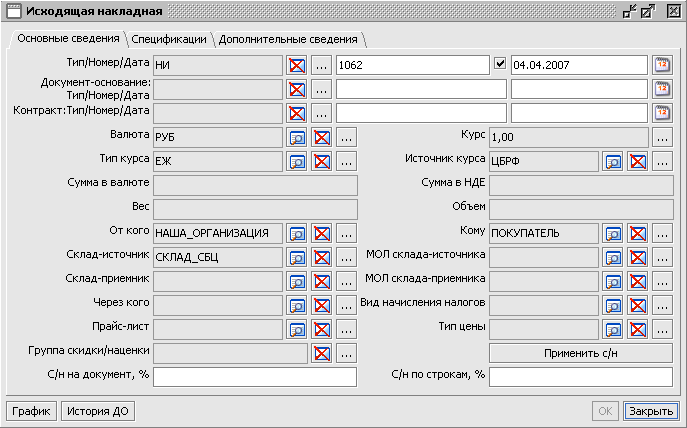 Исходящая накладная
Основные сведения Спецификации Дополнительные сведения
Тип/Номер/Дата НИ ... 1062 04.04.2007
Документ-основание:
Тип/Номер/Дата ...
Контракт:Тип/Номер/Дата ...
Валюта РУБ ... Курс 1,00 ...
Тип курса ЕЖ ... Источник курса ЦБРФ ...
Сумма в валюте Сумма в НДЕ
Вес Объем
От кого НАША_ОРГАНИЗАЦИЯ ... Кому ПОКУПАТЕЛЬ ...
Склад-источник СКЛАД_СБЦ ... МОЛ склада-источника ...
Склад-приемник ... МОЛ склада-приемника ...
Через кого ... Вид начисления налогов ...
Прайс-лист ... Тип цены ...
Группа скидки/наценки ... Применить с/н
С/н на документ, % С/н по строкам, %
График История ДО ОК Закрыть